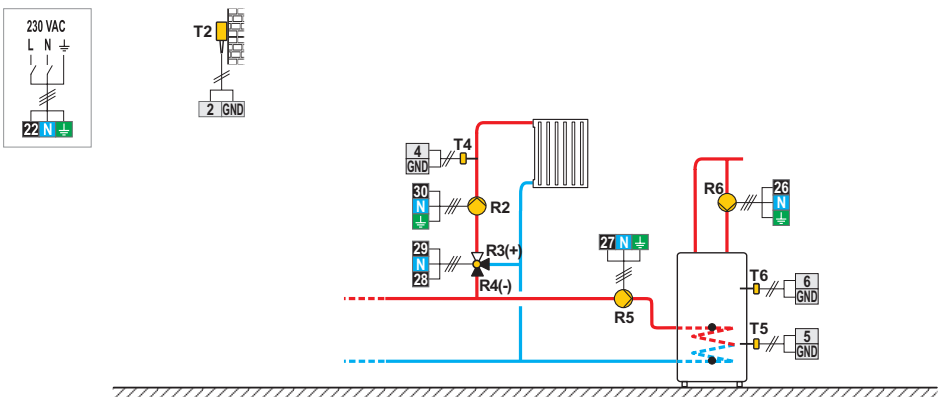 230 VAC
L N
22 N
T2
2 GND
T4
4
GND
30
N
R2
29
N
28
R3(+)
R4(-)
27 N
R5
R6
26
N
T6
6
GND
T5
5
GND